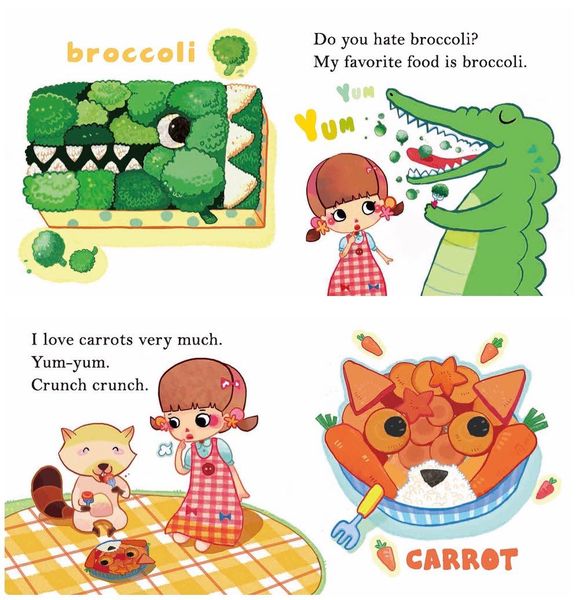 broccoli
Do you hate broccoli?
My favorite food is broccoli.
YUM
YUM
I love carrots very much.
Yum-yum.
Crunch crunch.
CARROT